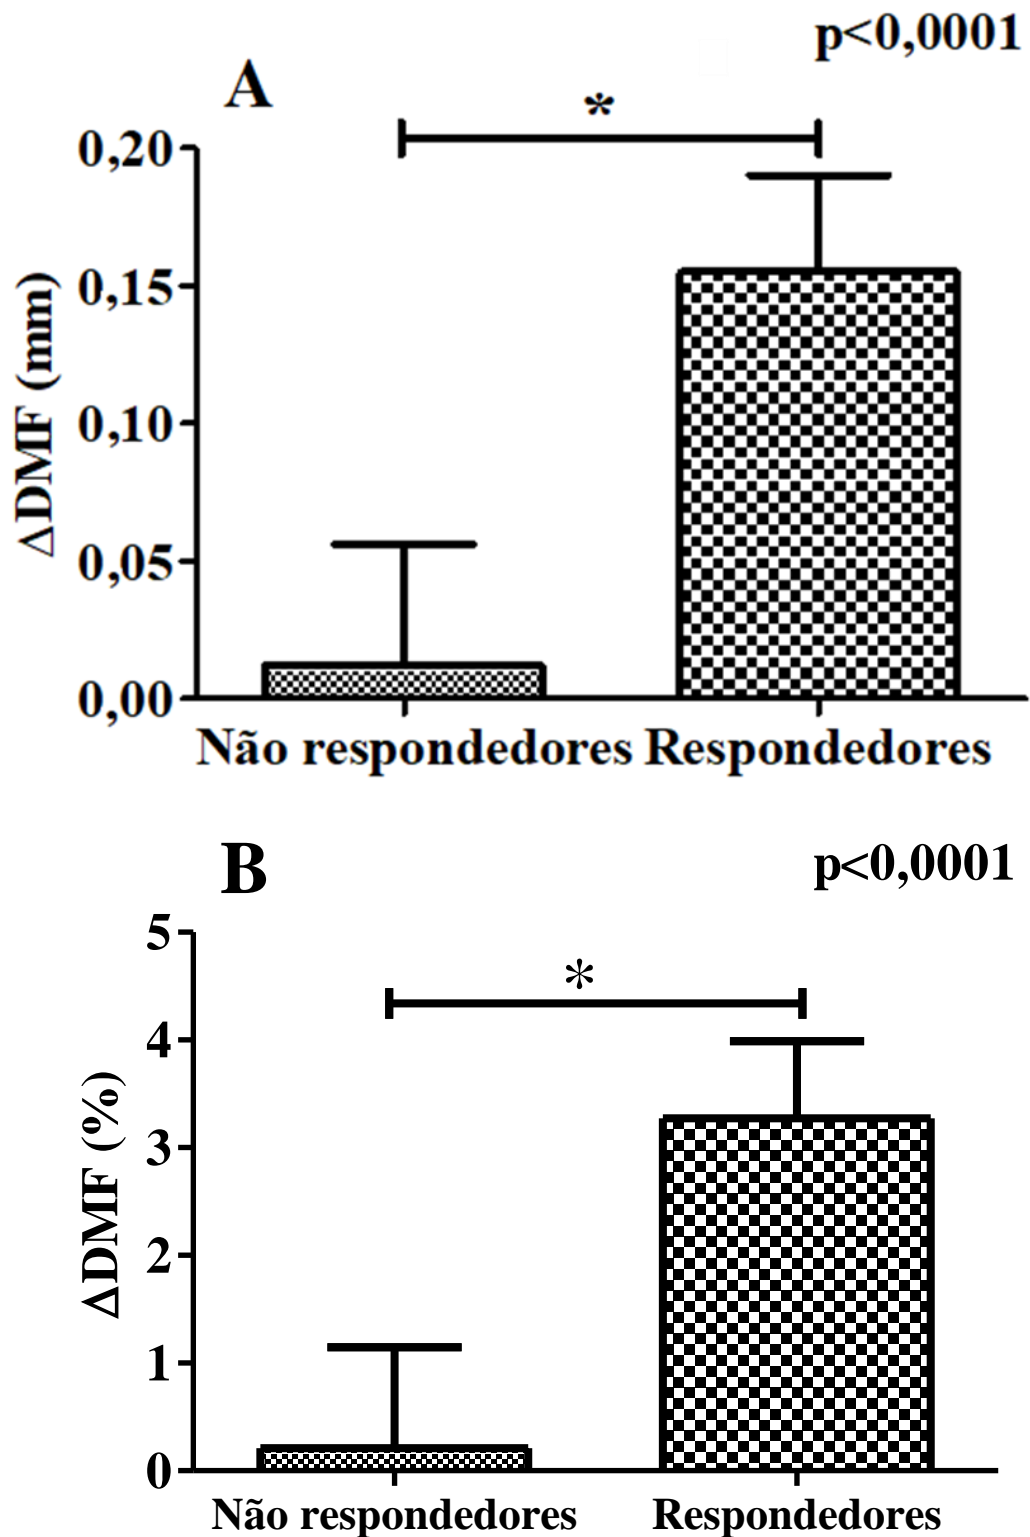 p<0,0001
A
*
0,20
0,15
0,10
0,05
0,00
ΔDMF (mm)
Não respondedores Respondedores
B
p<0,0001
5
*
4
3
2
1
0
ΔDMF (%)
Não respondedores Respondedores